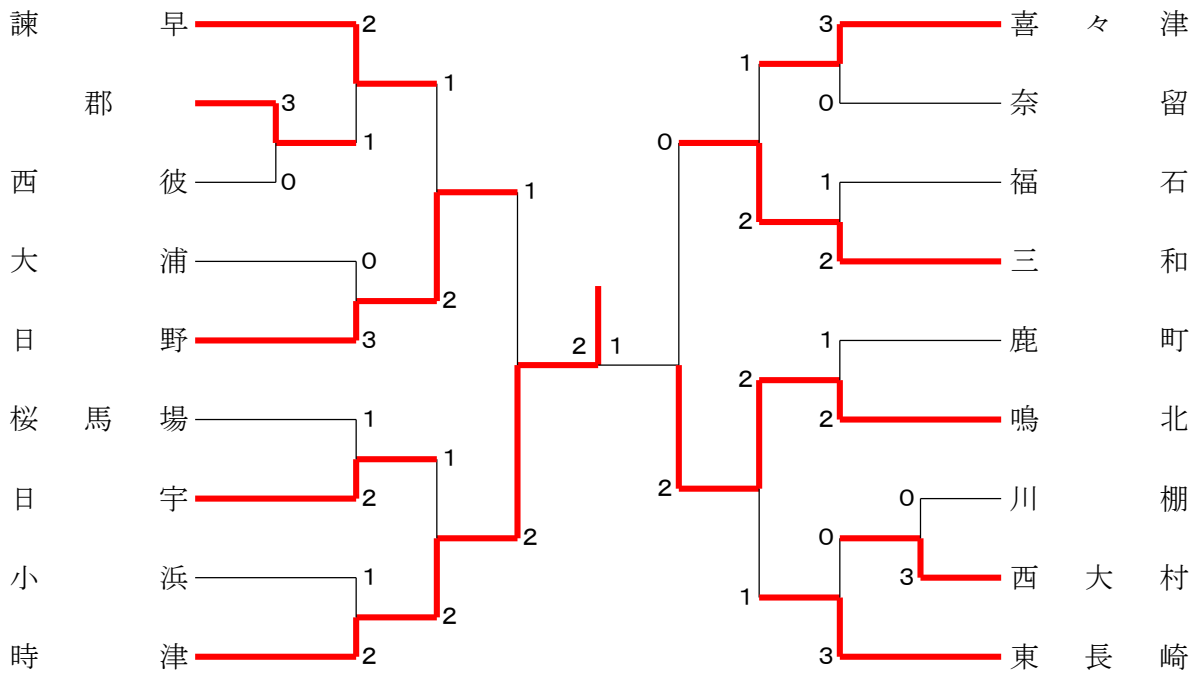 諫早 2 3 喜々津
1 1
郡 3 0 奈留
1 0
西彼 0 1 福石
1
2
大浦 0 2 三和
2
日野 3 1 鹿町
2 1
2
桜馬場 1 2 鳴北
1 2
日宇 2 0 川棚
2 0
小浜 1 3 西大村
2 1
時津 2 3 東長崎